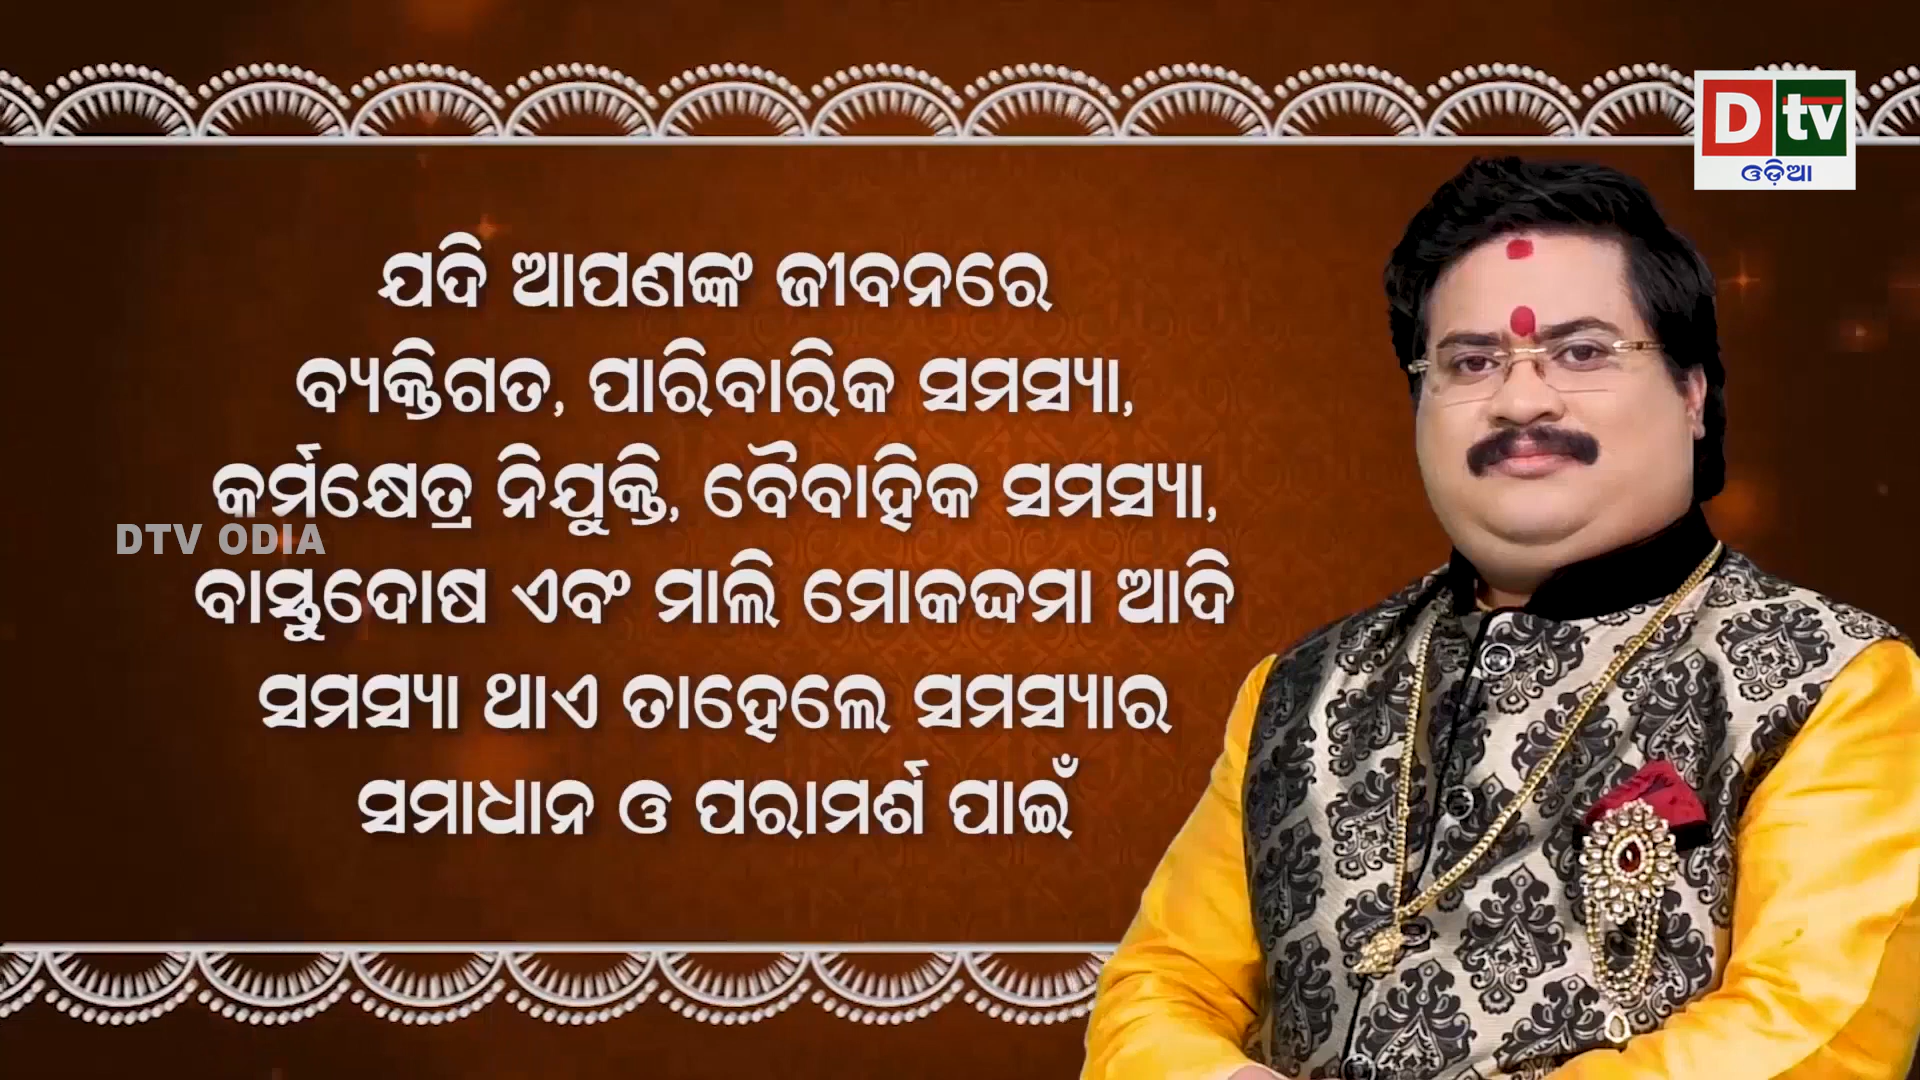 Dtv
ଓଡ଼ିଆ
ଯଦି ଆପଣଙ୍କ ଜୀବନରେ
ବ୍ୟକ୍ତିଗତ, ପାରିବାରିକ ସମସ୍ୟା,
କର୍ମକ୍ଷେତ୍ର ନିଯୁକ୍ତି, ବୈବାହିକ ସମସ୍ୟା,
DTV ODIA
ବାସ୍ତୁଦୋଷ ଏବଂ ମାଲି ମୋକଦ୍ଦମା ଆଦି
ସମସ୍ୟା ଥାଏ ତାହେଲେ ସମସ୍ୟାର
ସମାଧାନ ଓ ପରାମର୍ଶ ପାଇଁ